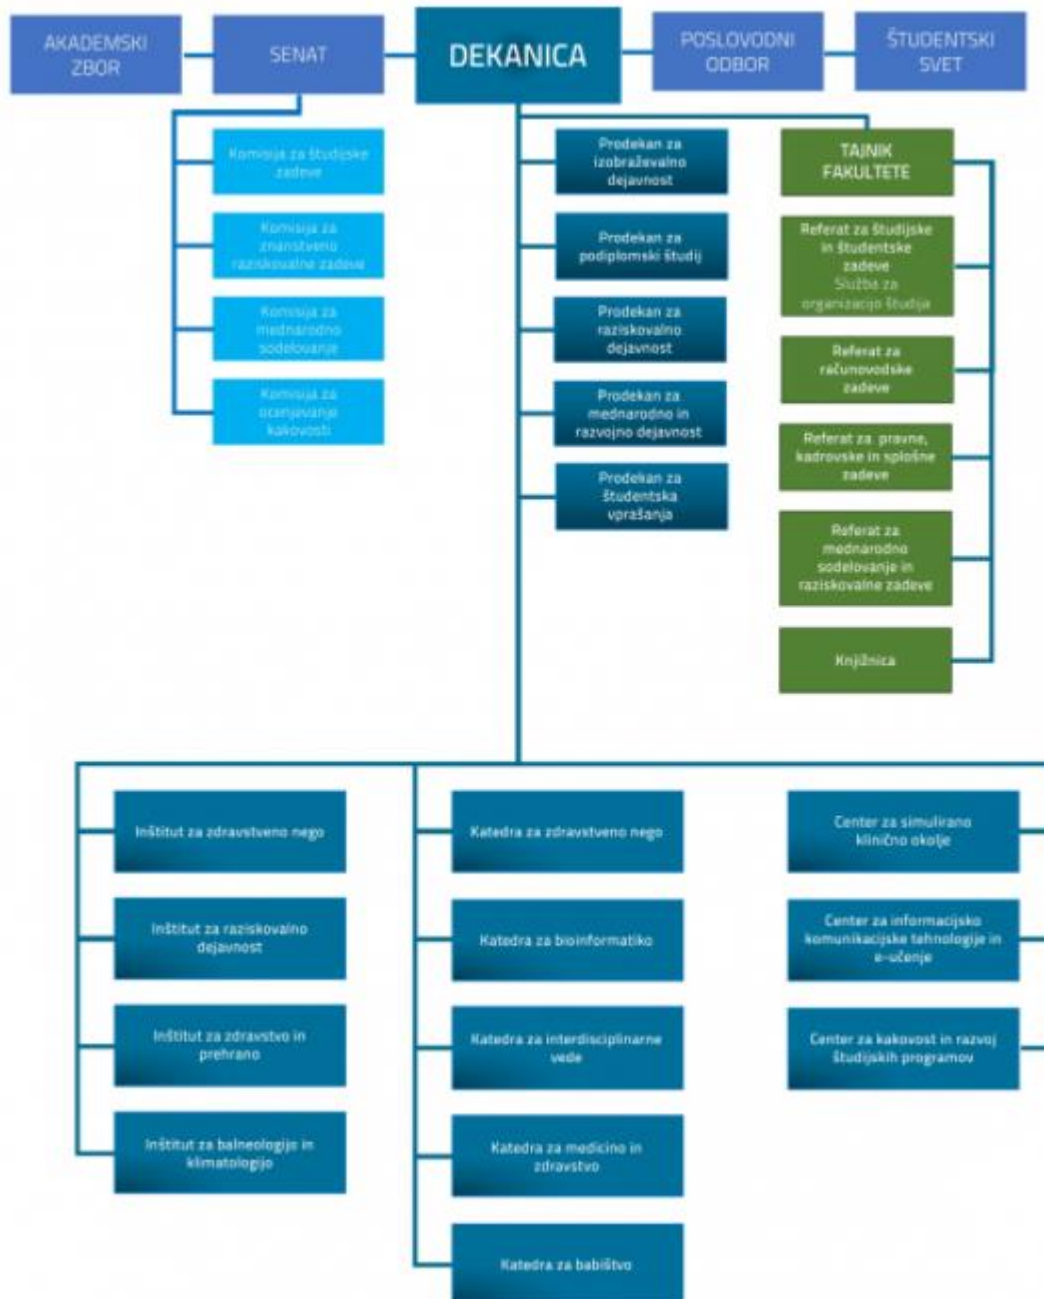 AKADEMSKI
ZBOR
SENAT
DEKANICA
POSLOVODNI
ODBOR
ŠTUDENTSKI
SVET
Komisija za študijske
zadeve
Komisija za
znanstveno
raziskovalne zadeve
Komisija za
mednarodno
sodelovanje
Komisija za
ocenjevanje
kakovosti
Prodekan za
izobraževalno
dejavnost
Prodekan za
podiplomski študij
Prodekan za
raziskovalno
dejavnost
Prodekan za
mednarodno in
razvojno dejavnost
Prodekan za
študentska
vprašanja
TAJNIK
FAKULTETE
Referat za študijske
in študentske
zadeve
Služba za
organizacijo študija
Referat za
računovodske
zadeve
Referat za pravne,
kadrovske in splošne
zadeve
Referat za
mednarodno
sodelovanje in
raziskovalne zadeve
Knjižnica
Inštitut za zdravstveno nego
Inštitut za raziskovalno
dejavnost
Inštitut za zdravstvo in
prehrano
Inštitut za balneologijo in
klimatologijo
Katedra za zdravstveno nego
Katedra za bioinformatiko
Katedra za interdisciplinarne
vede
Katedra za medicino in
zdravstvo
Katedra za babištvo
Center za simulirano
klinično okolje
Center za informacijsko
komunikacijske tehnologije in
e-učenje
Center za kakovost in razvoj
študijskih programov